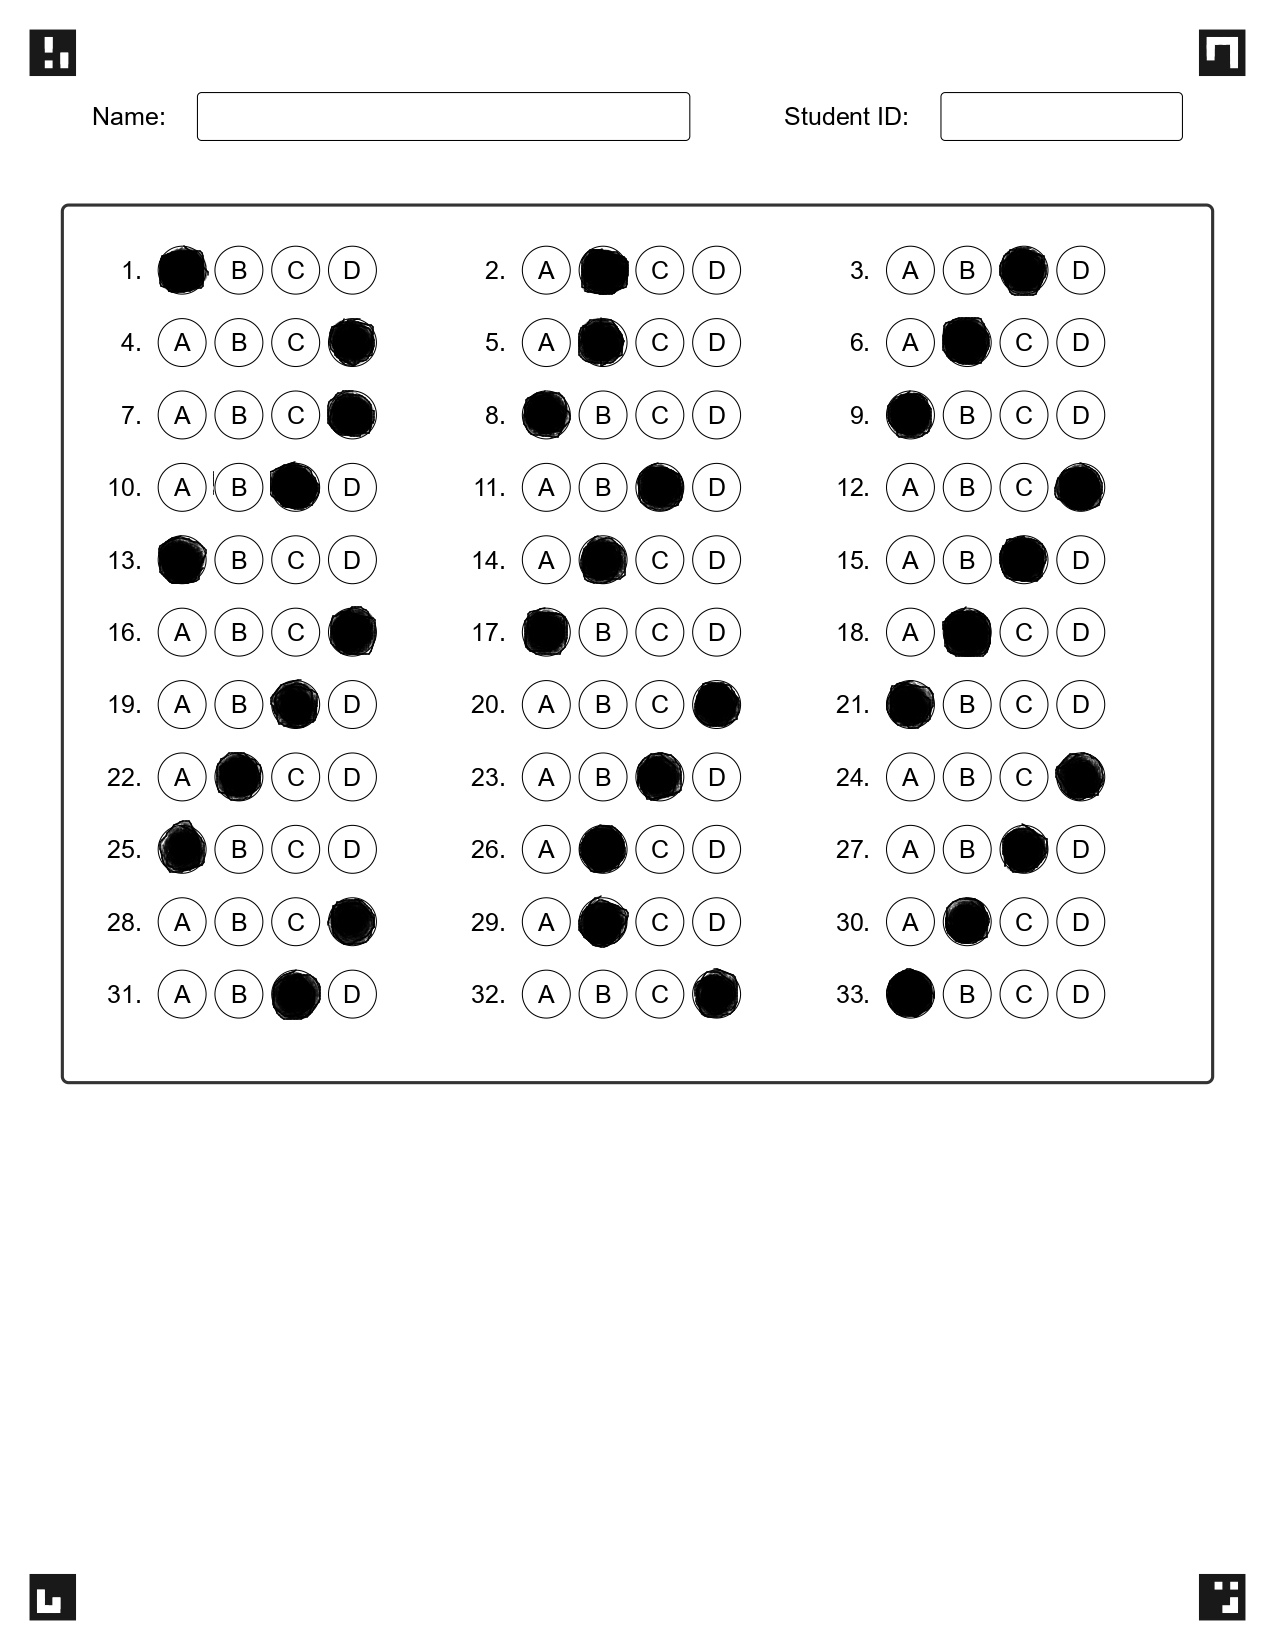 Name: Student ID:
1. B C D 2. A C D 3. A B D
4. A B C 5. A C D 6. A C D
7. A B C 8. B C D 9. B C D
10. A B D 11. A B D 12. A B C
13. B C D 14. A C D 15. A B D
16. A B C 17. B C D 18. A C D
19. A B D 20. A B C 21. B C D
22. A C D 23. A B D 24. A B C
25. B C D 26. A C D 27. A B D
28. A B C 29. A C D 30. A C D
31. A B D 32. A B C 33. B C D